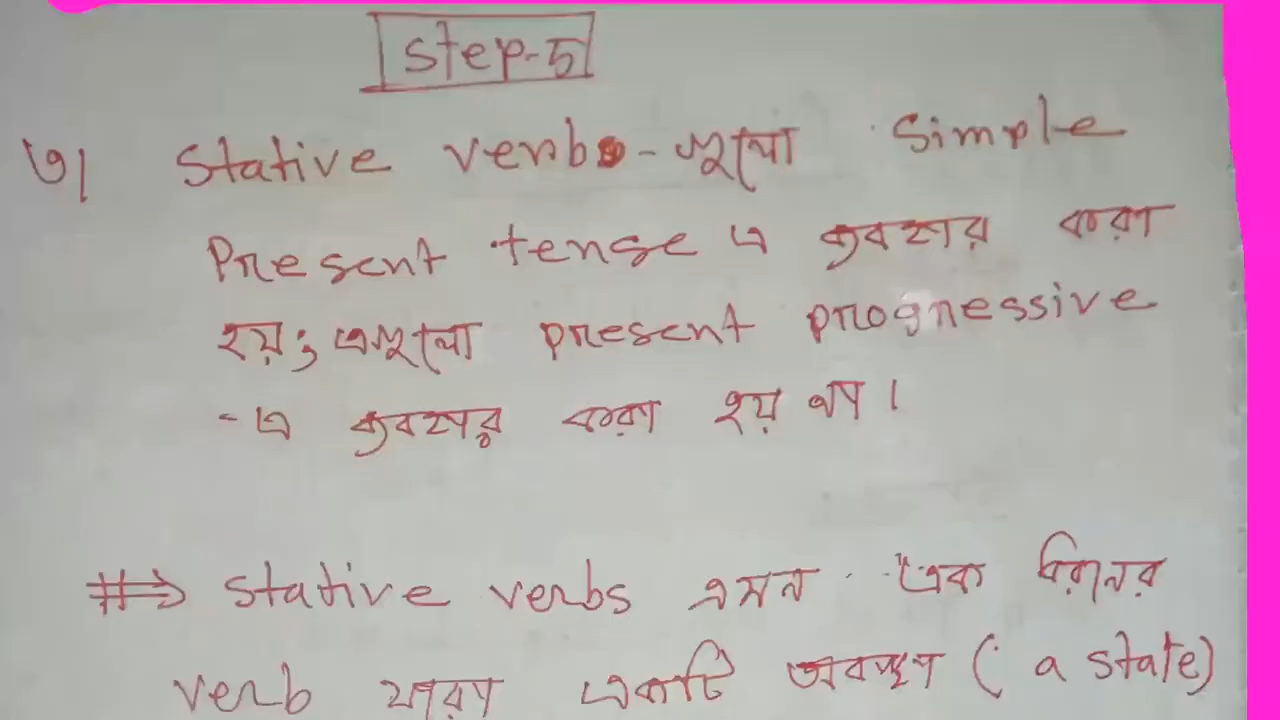 Step-5
৩। Stative verbs-গুলো Simple
Present tense এ ব্যবহার করা
হয়; এগুলো present progressive
-এ ব্যবহার করা হয় না।
⇒ Stative verbs এমন এক ধরনের
verb যারা একটি অবস্থা (a state)